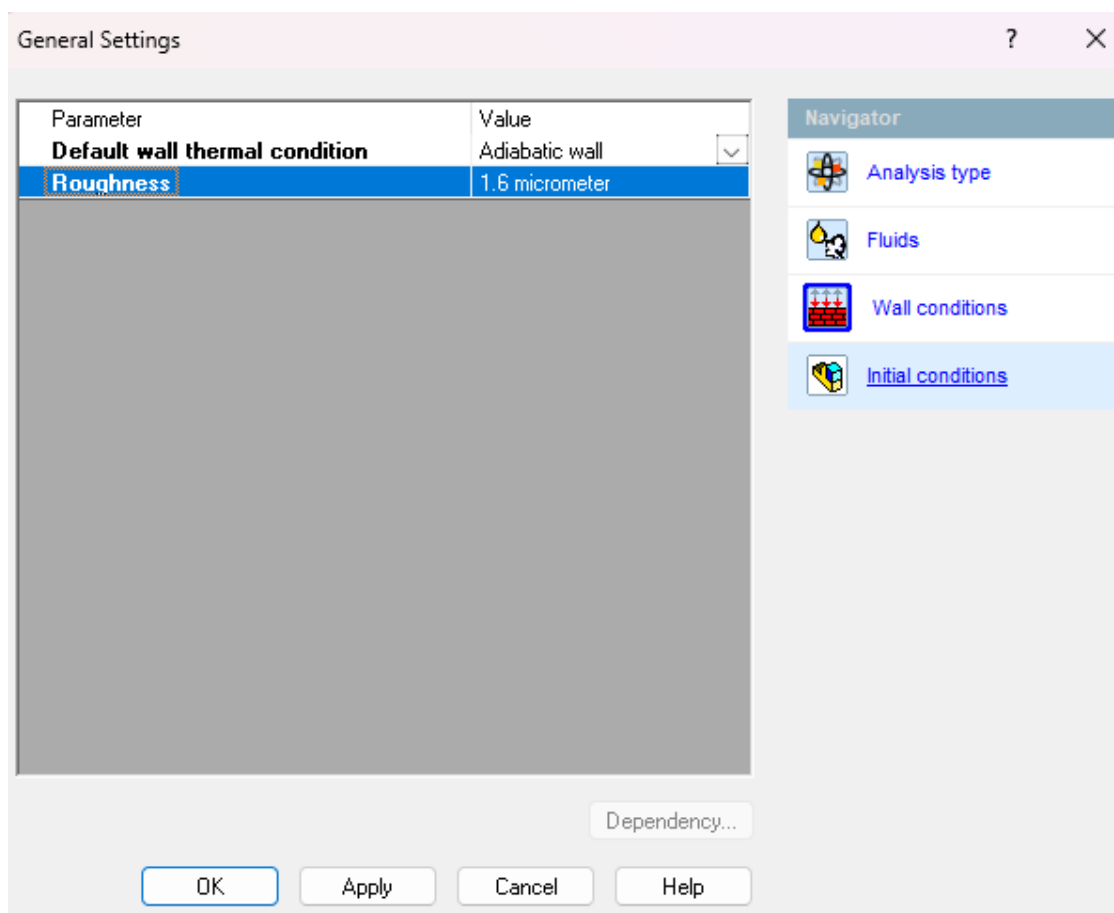 General Settings
?
Parameter Value
Default wall thermal condition Adiabatic wall
Roughness 1.6 micrometer
Navigator
Analysis type
Fluids
Wall conditions
Initial conditions
Dependency...
OK Apply Cancel Help